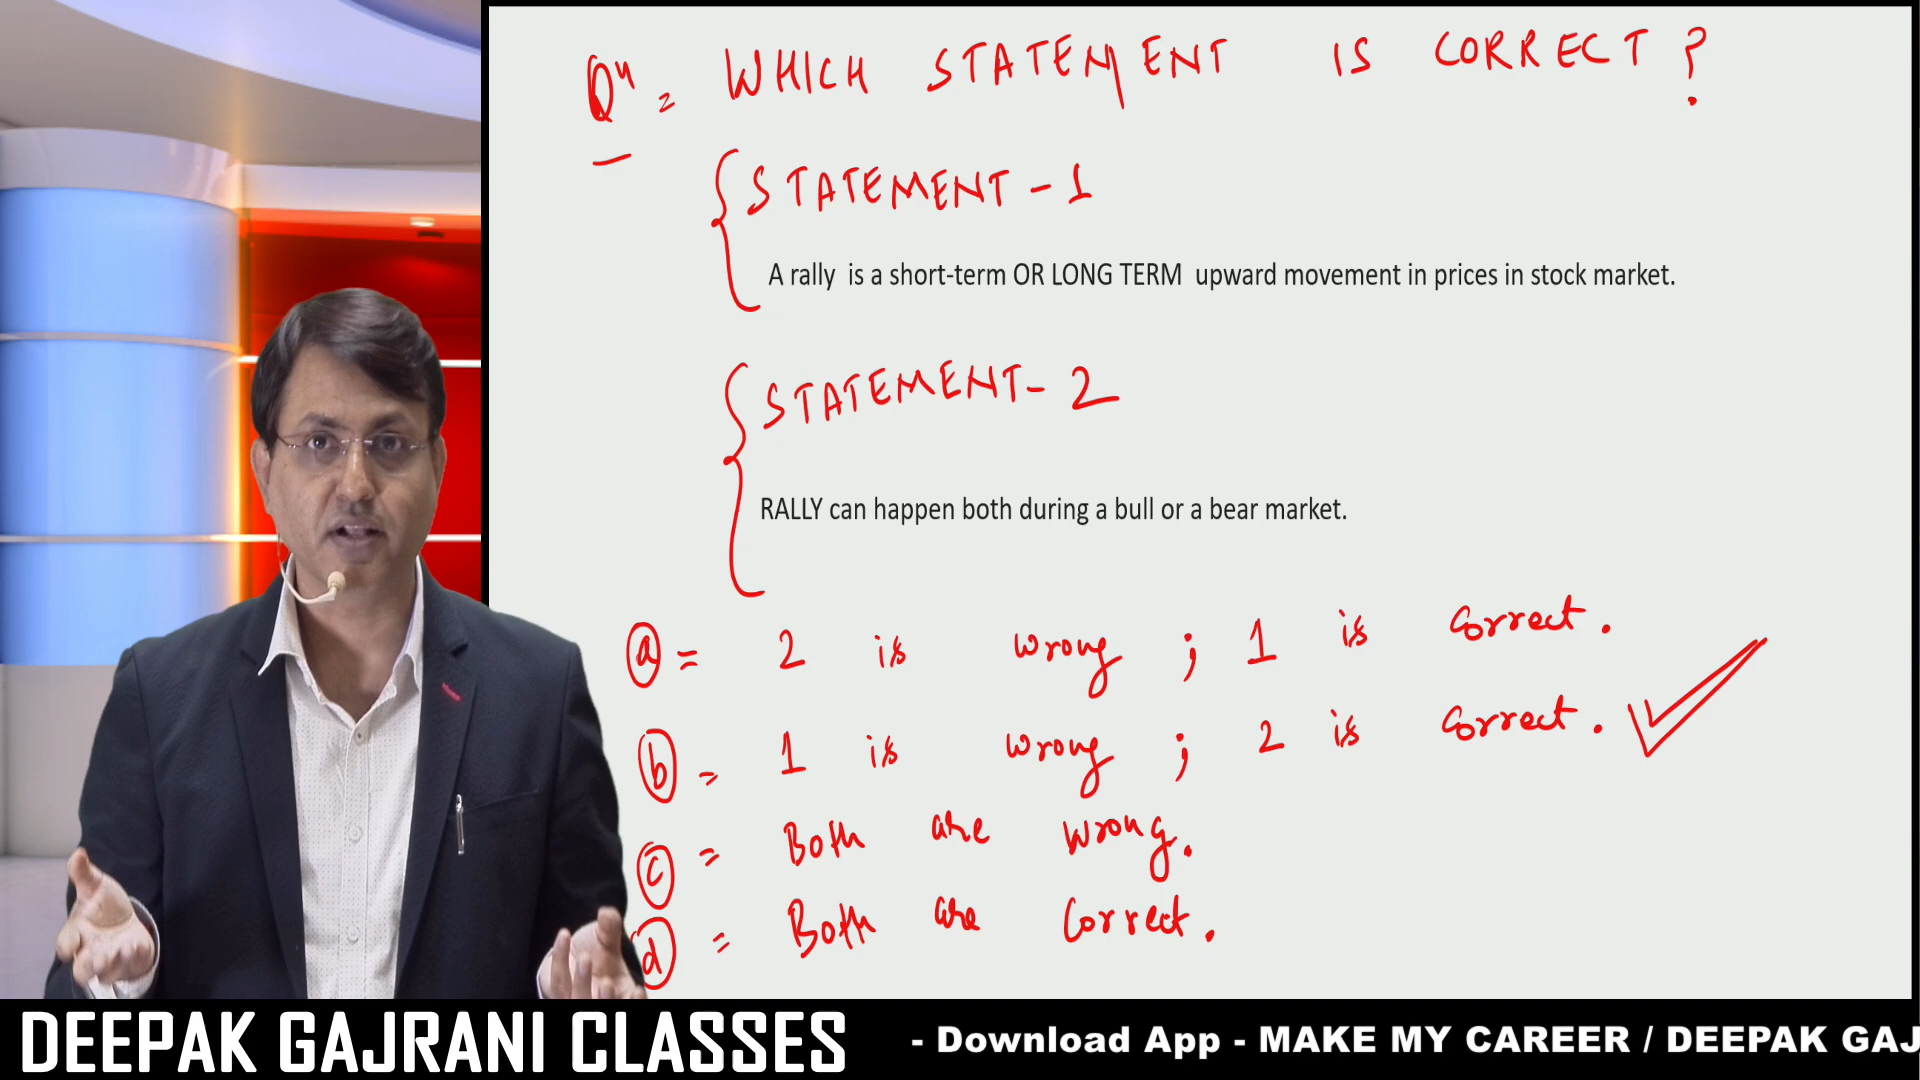 Qn = WHICH STATEMENT IS CORRECT ?
STATEMENT - 1
A rally is a short-term OR LONG TERM upward movement in prices in stock market.
STATEMENT - 2
RALLY can happen both during a bull or a bear market.
a = 2 is wrong ; 1 is correct.
b = 1 is wrong ; 2 is correct.
c = Both are wrong.
d = Both are correct.
DEEPAK GAJRANI CLASSES - Download App - MAKE MY CAREER / DEEPAK GAJ